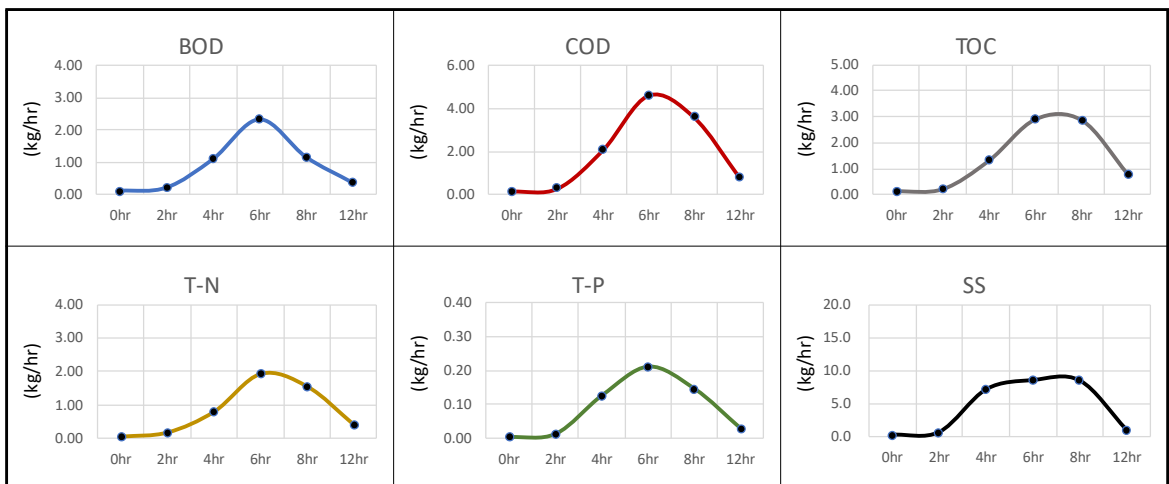 BOD
(kg/hr)
4.00
3.00
2.00
1.00
0.00
0hr 2hr 4hr 6hr 8hr 12hr
COD
(kg/hr)
6.00
4.00
2.00
0.00
0hr 2hr 4hr 6hr 8hr 12hr
TOC
(kg/hr)
5.00
4.00
3.00
2.00
1.00
0.00
0hr 2hr 4hr 6hr 8hr 12hr
T-N
(kg/hr)
4.00
3.00
2.00
1.00
0.00
0hr 2hr 4hr 6hr 8hr 12hr
T-P
(kg/hr)
0.40
0.30
0.20
0.10
0.00
0hr 2hr 4hr 6hr 8hr 12hr
SS
(kg/hr)
20.0
15.0
10.0
5.0
0.0
0hr 2hr 4hr 6hr 8hr 12hr